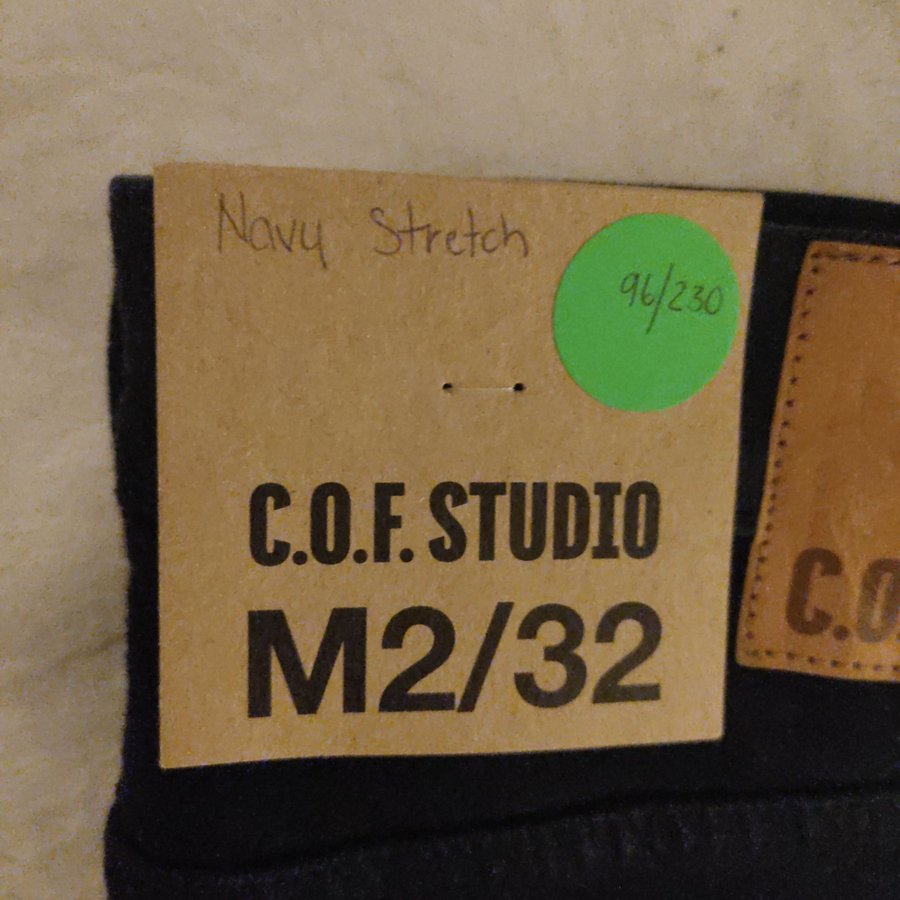 Navy Stretch
96/230
C.O.F. STUDIO
M2/32
C.O.